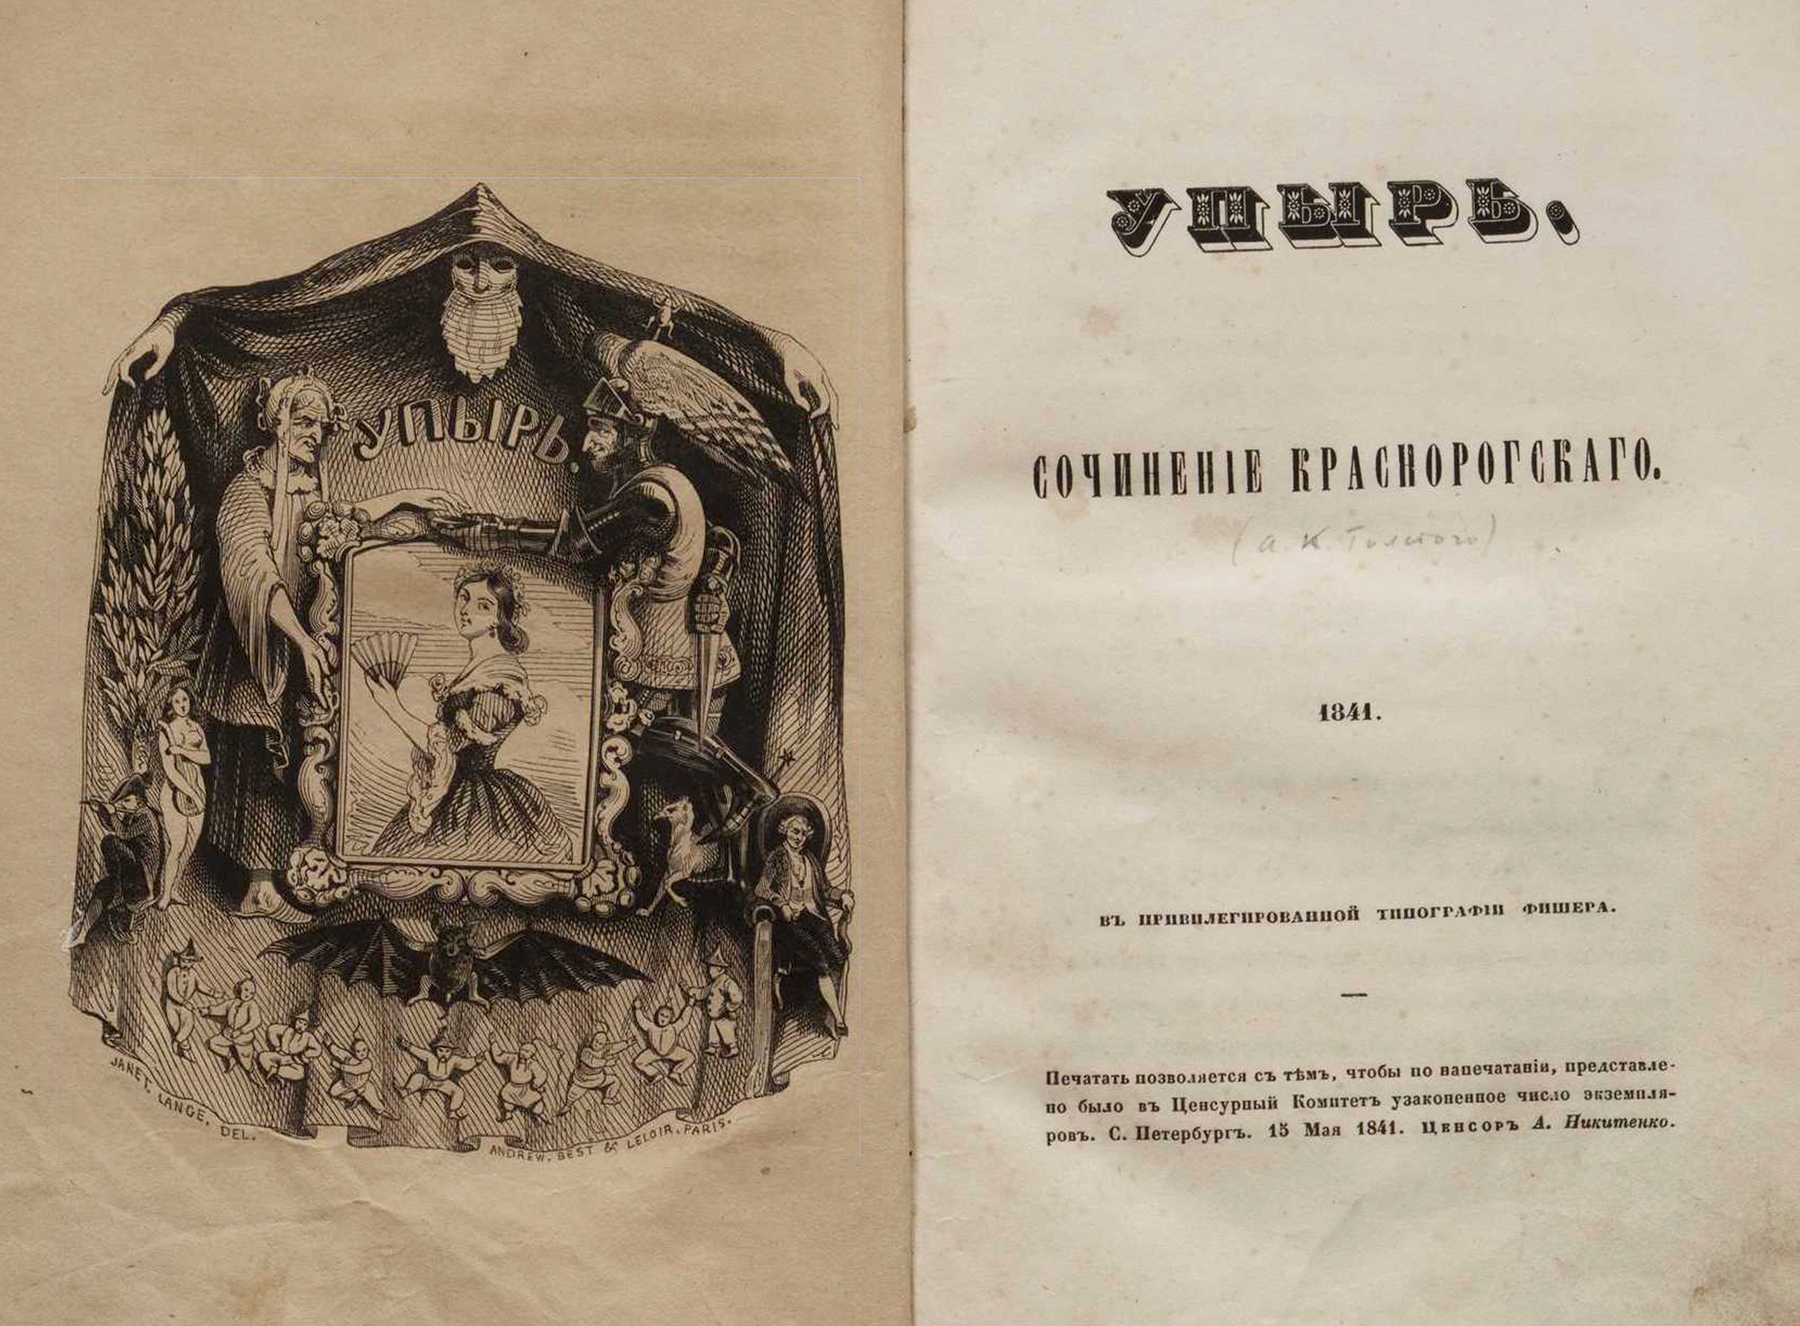 УПЫРЬ.
JANET, LANGE, DEL.
ANDREW, BEST & LELOIR, PARIS.
УПЫРЬ,
СОЧИНЕНІЕ КРАСНОРОГСКАГО.
(А. К. Толстого)
1841.
ВЪ ПРИВИЛЕГИРОВАННОЙ ТИПОГРАФІИ ФИШЕРА.
Печатать позволяется съ тѣмъ, чтобы по напечатаніи, представле-
но было въ Ценсурный Комитетъ узаконенное число экземпля-
ровъ. С. Петербургъ. 15 Мая 1841. Ценсоръ А. Никитенко.